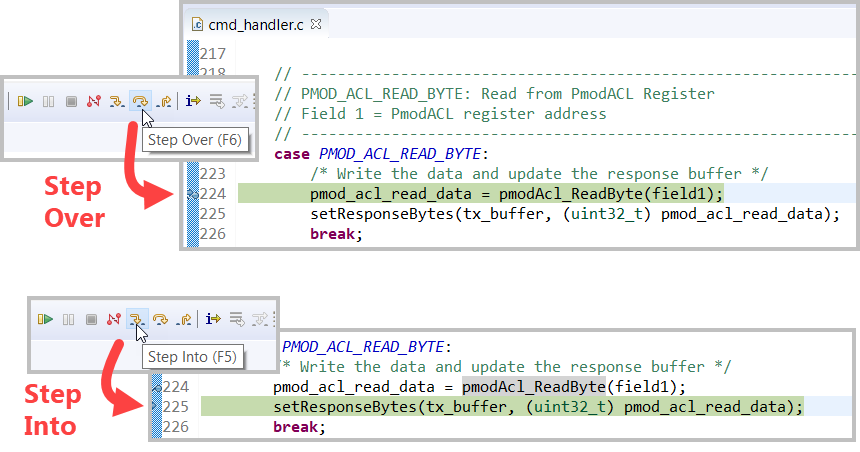 cmd_handler.c
217
218
// ----------------------------------------------------------------
// PMOD_ACL_READ_BYTE: Read from PmodACL Register
// Field 1 = PmodACL register address
// ----------------------------------------------------------------
case PMOD_ACL_READ_BYTE:
Step Over (F6)
Step
Over
223 /* Write the data and update the response buffer */
224 pmod_acl_read_data = pmodAcl_ReadByte(field1);
225 setResponseBytes(tx_buffer, (uint32_t) pmod_acl_read_data);
226 break;
Step Into (F5)
Step
Into
PMOD_ACL_READ_BYTE:
* Write the data and update the response buffer */
224 pmod_acl_read_data = pmodAcl_ReadByte(field1);
225 setResponseBytes(tx_buffer, (uint32_t) pmod_acl_read_data);
226 break;